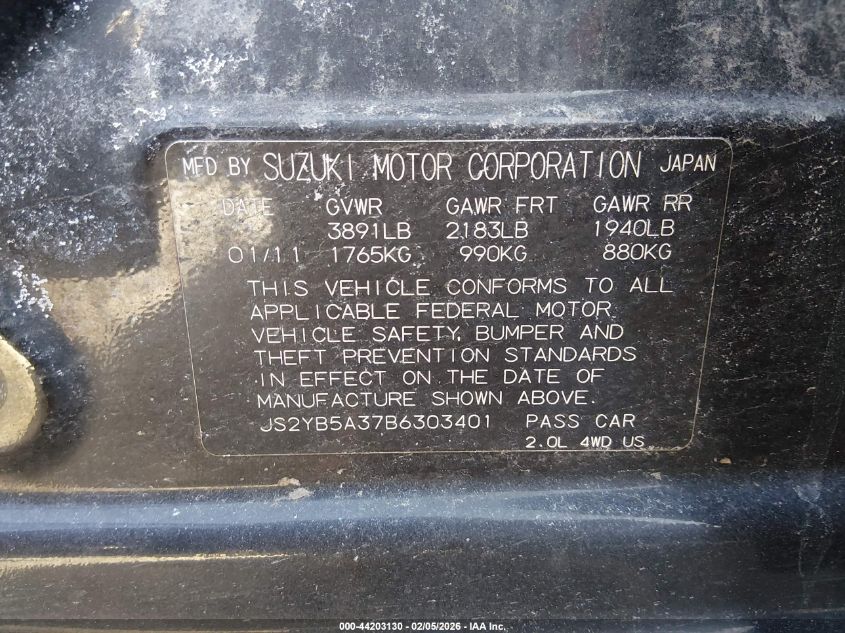 MFD BY SUZUKI MOTOR CORPORATION JAPAN
DATE GVWR GAWR FRT GAWR RR
3891LB 2183LB 1940LB
01/11 1765KG 990KG 880KG
THIS VEHICLE CONFORMS TO ALL
APPLICABLE FEDERAL MOTOR
VEHICLE SAFETY, BUMPER AND
THEFT PREVENTION STANDARDS
IN EFFECT ON THE DATE OF
MANUFACTURE SHOWN ABOVE.
JS2YB5A37B6303401 PASS CAR
2.0L 4WD US
000-44203130 - 02/05/2026 - IAA Inc.